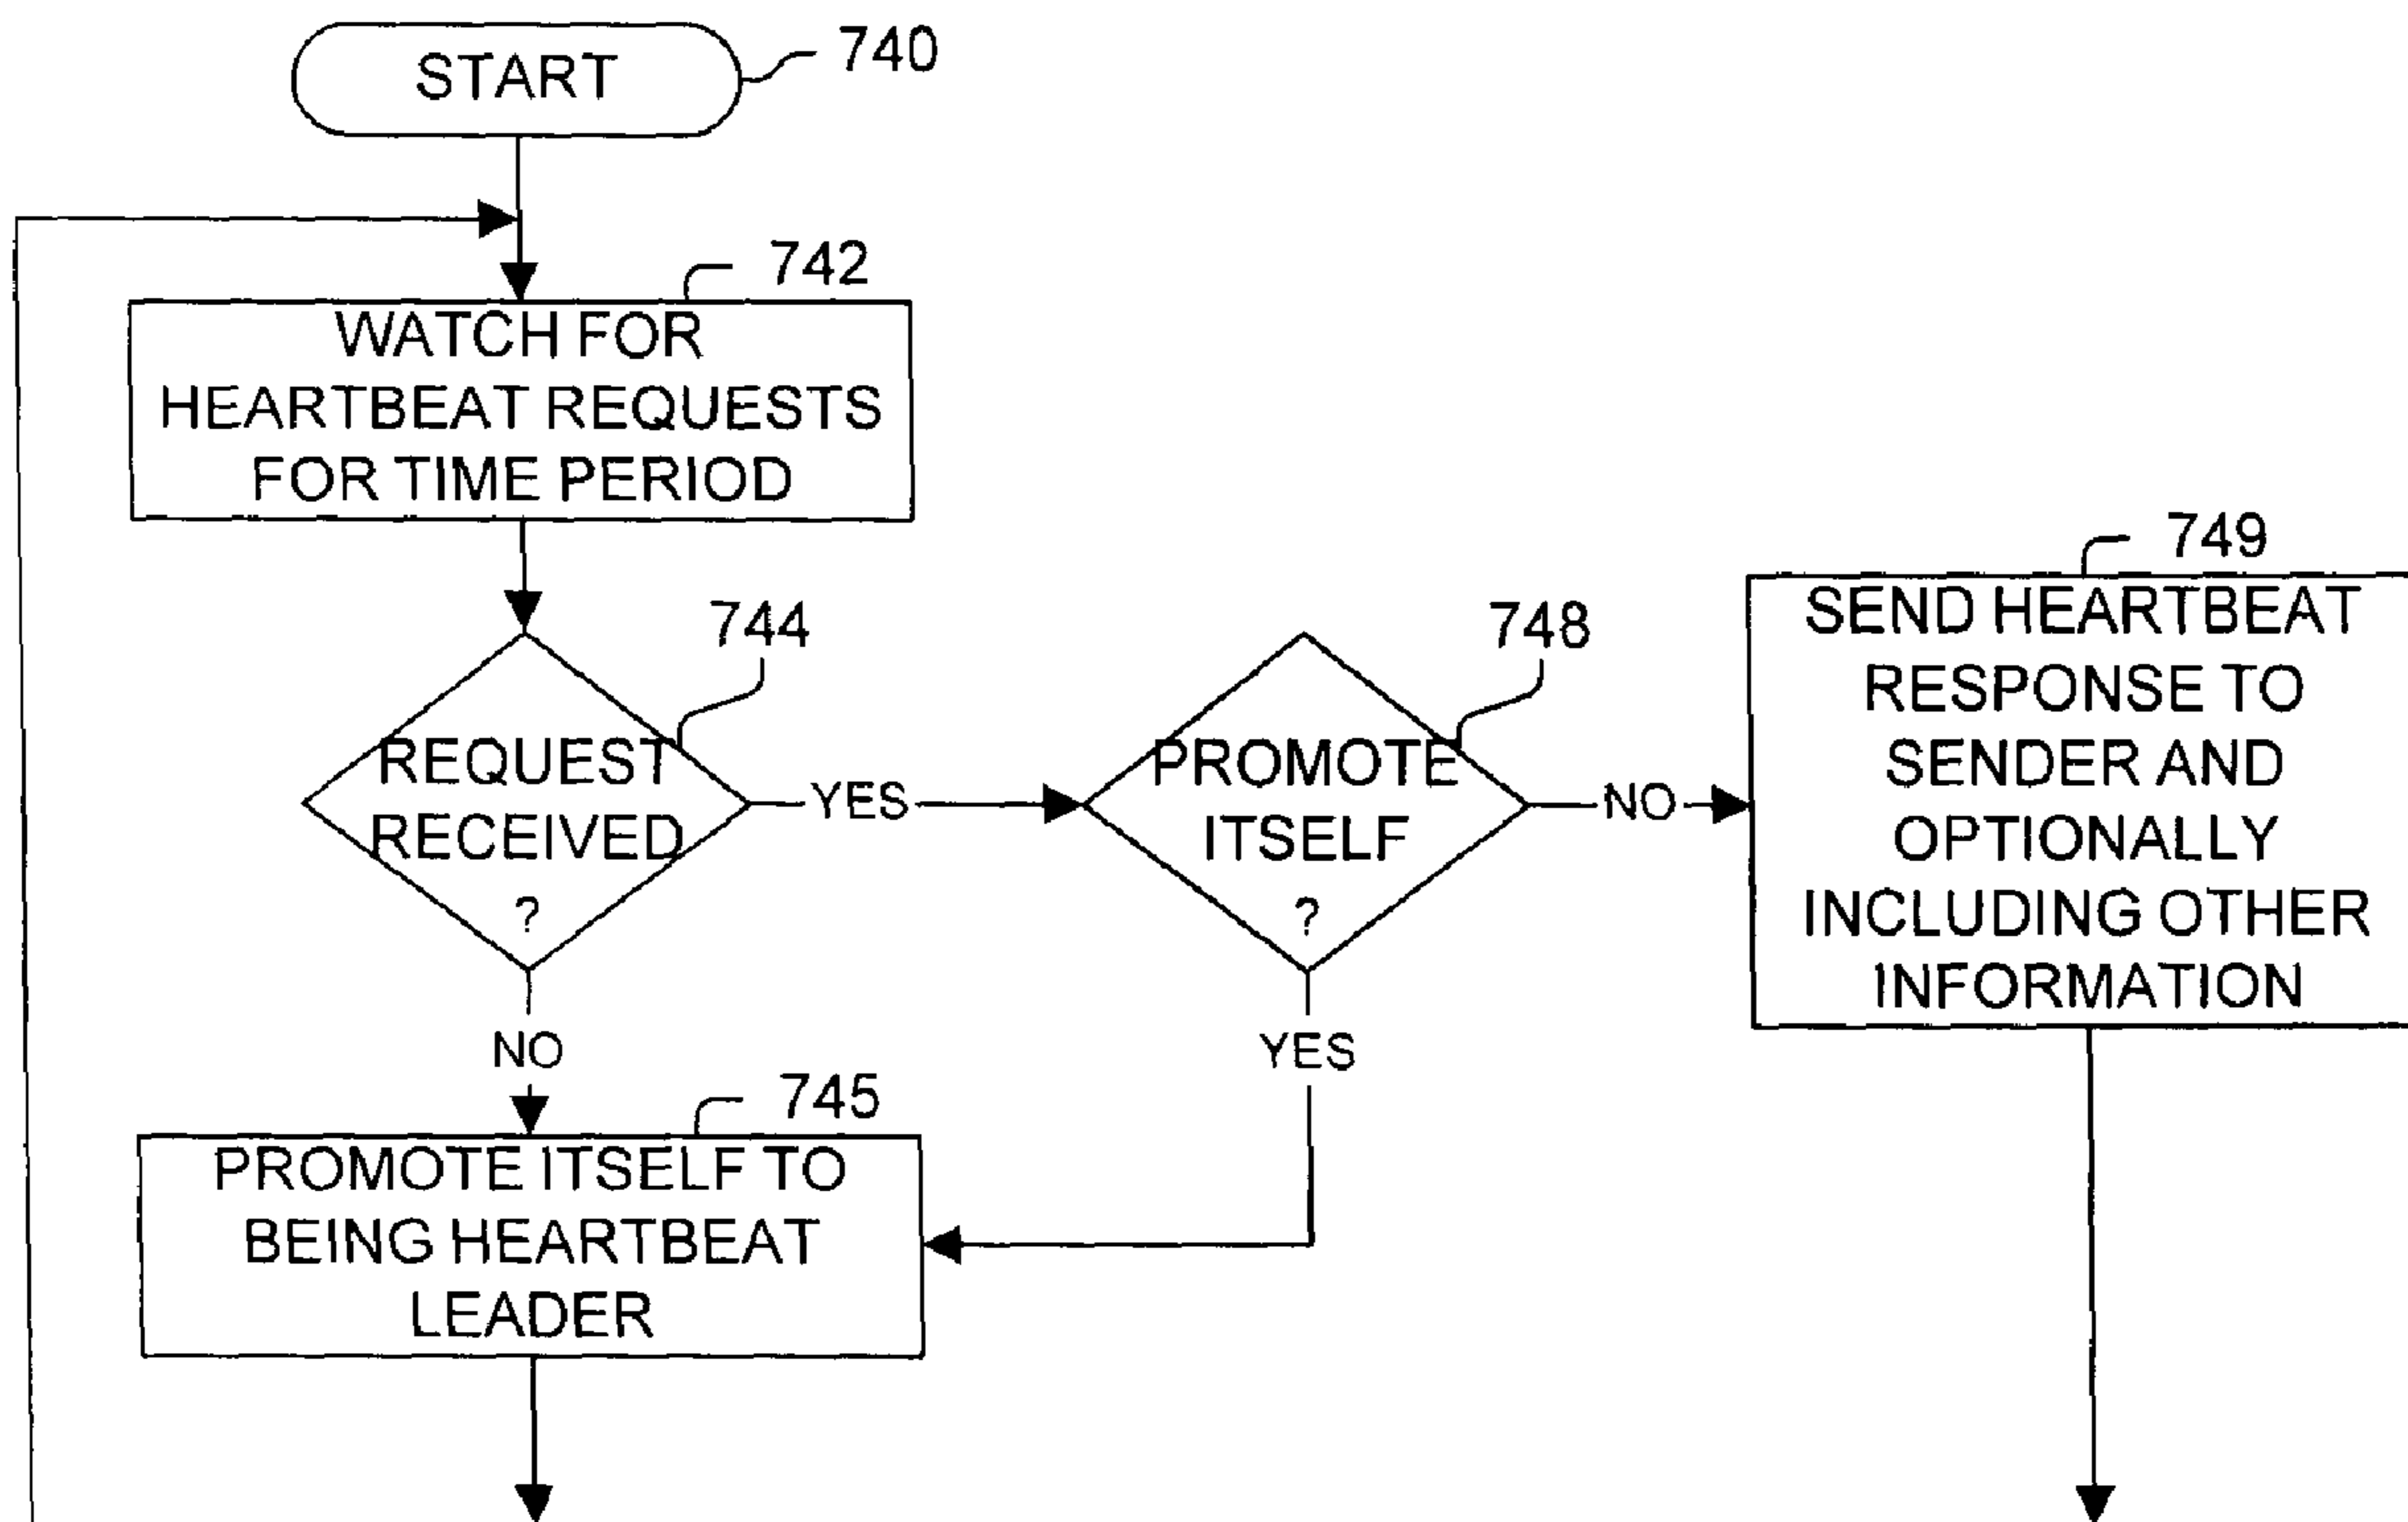 START
740
742
WATCH FOR
HEARTBEAT REQUESTS
FOR TIME PERIOD
744
REQUEST
RECEIVED
?
YES
748
PROMOTE
ITSELF
?
NO
749
SEND HEARTBEAT
RESPONSE TO
SENDER AND
OPTIONALLY
INCLUDING OTHER
INFORMATION
NO
YES
745
PROMOTE ITSELF TO
BEING HEARTBEAT
LEADER